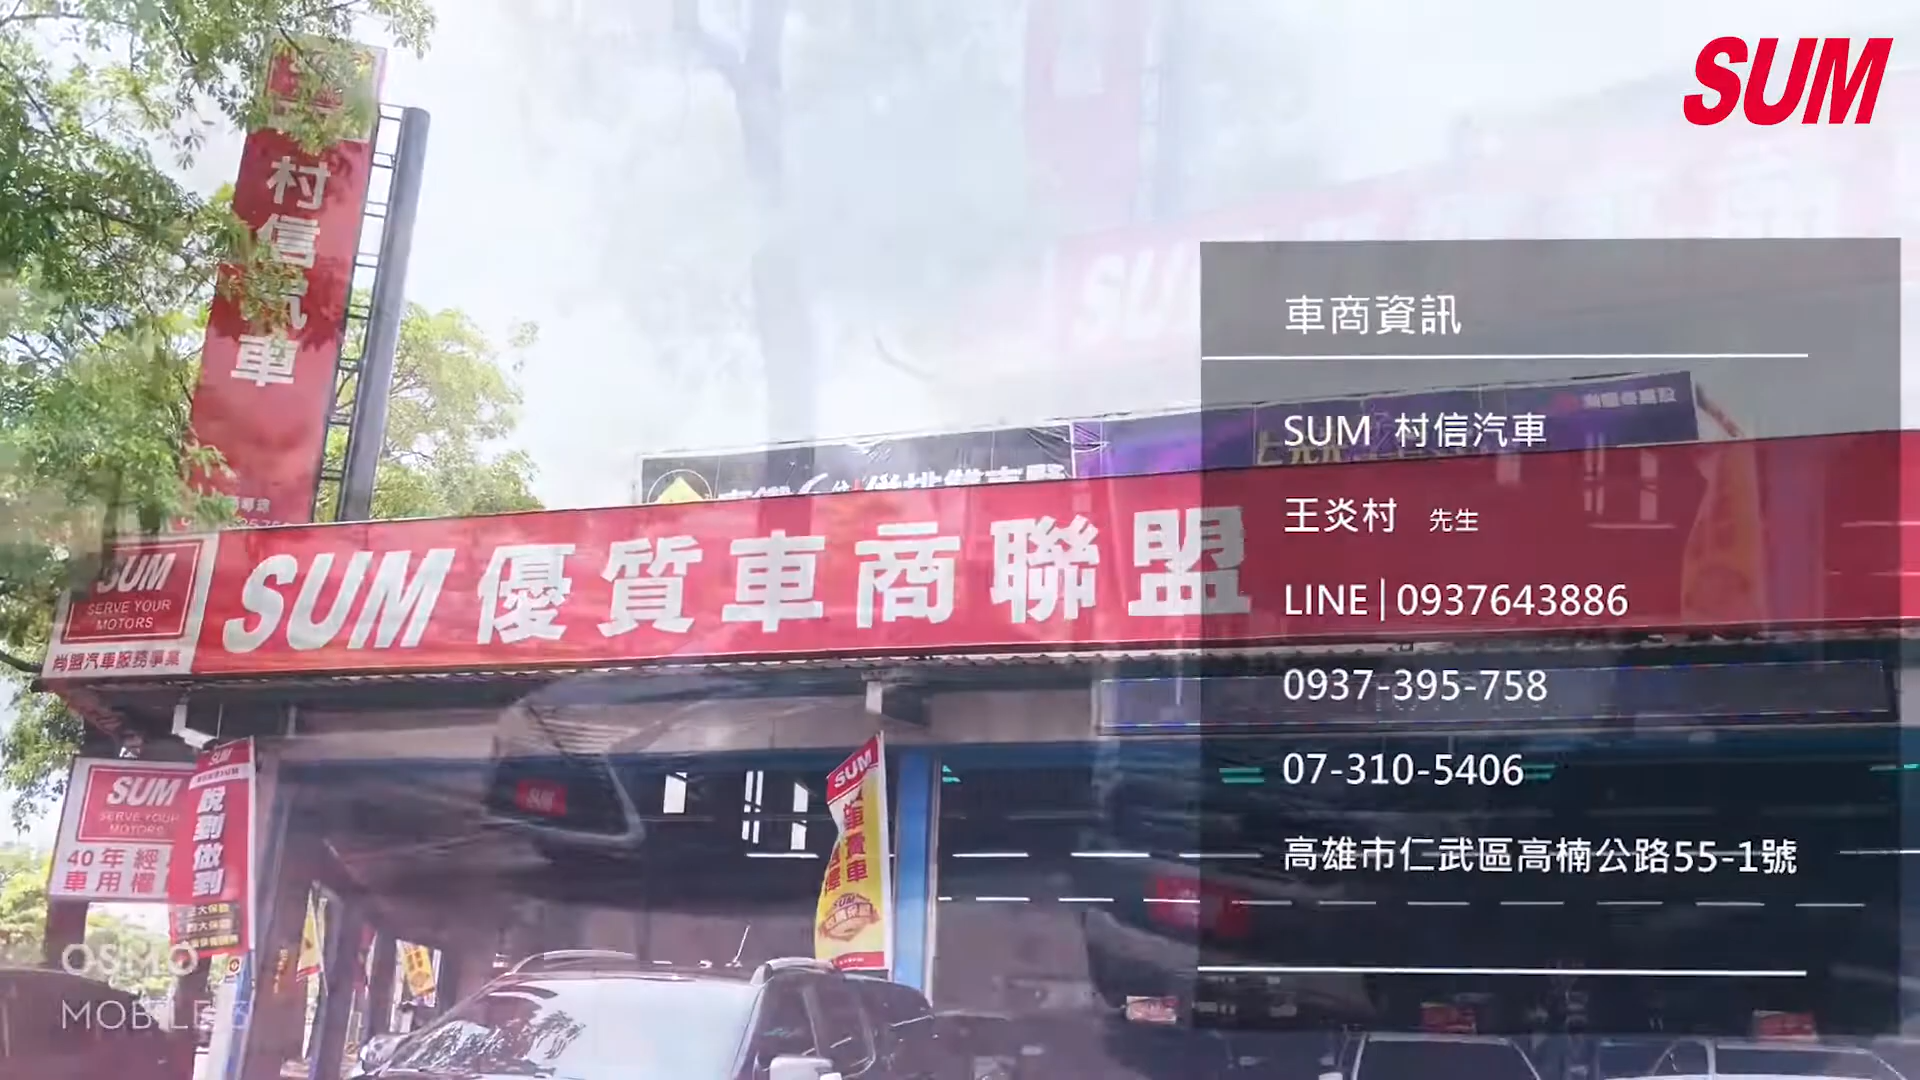 SUM
村信汽車
SUM
SERVE YOUR
MOTORS
尚盟汽車服務事業
SUM 優質車商聯盟
SUM
SERVE YOUR
MOTORS
40年經
車用權
SUM
說到做到
SUM
OSMO
MOBILE 6
車商資訊
SUM 村信汽車
王炎村 先生
LINE|0937643886
0937-395-758
07-310-5406
高雄市仁武區高楠公路55-1號